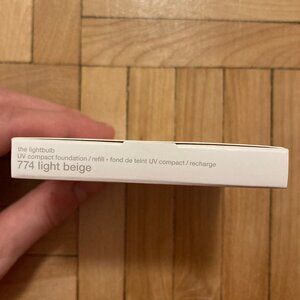 the lightbulb
UV compact foundation / refill • fond de teint UV compact / recharge
774 light beige